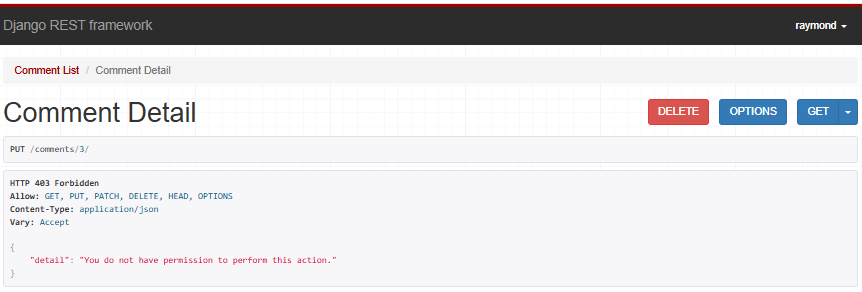 Django REST framework
raymond
Comment List / Comment Detail
Comment Detail
DELETE
OPTIONS
GET
PUT /comments/3/
HTTP 403 Forbidden
Allow: GET, PUT, PATCH, DELETE, HEAD, OPTIONS
Content-Type: application/json
Vary: Accept
{
    "detail": "You do not have permission to perform this action."
}